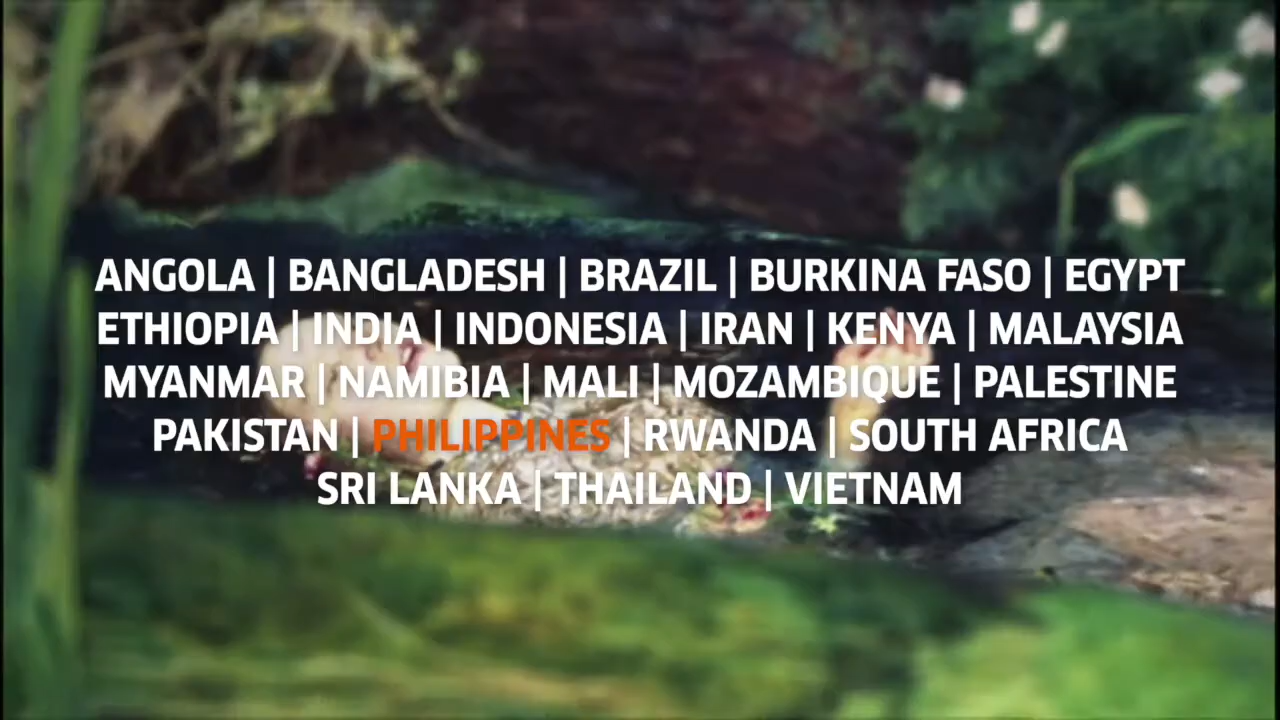 ANGOLA | BANGLADESH | BRAZIL | BURKINA FASO | EGYPT
ETHIOPIA | INDIA | INDONESIA | IRAN | KENYA | MALAYSIA
MYANMAR | NAMIBIA | MALI | MOZAMBIQUE | PALESTINE
PAKISTAN | PHILIPPINES | RWANDA | SOUTH AFRICA
SRI LANKA | THAILAND | VIETNAM